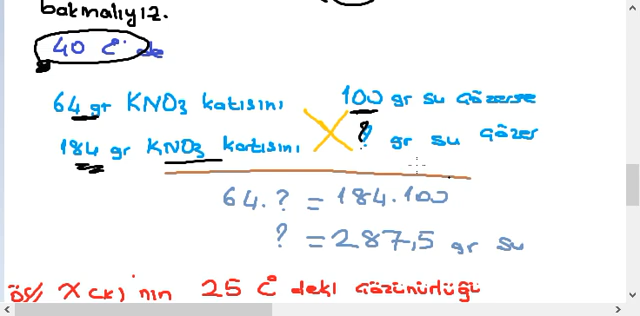 bakmalıyız.
40 C° de
64 gr KNO3 katısını 100 gr su çözerse
184 gr KNO3 katısını ? gr su çözer
64.? = 184.100
? = 287,5 gr su
ÖS/ X(k)'nın 25 C° deki çözünürlüğü